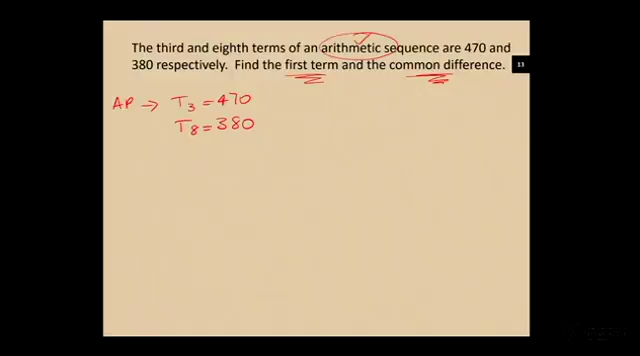 The third and eighth terms of an arithmetic sequence are 470 and
380 respectively. Find the first term and the common difference.
13
AP → T₃ = 470
T₈ = 380